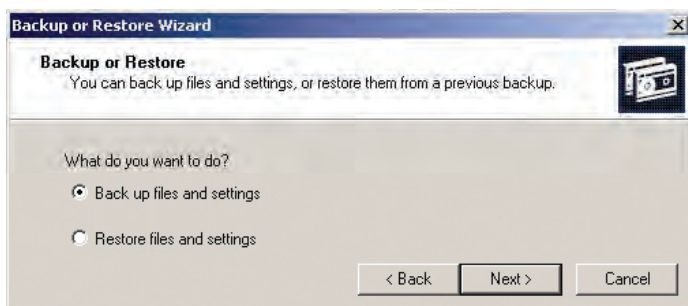 Backup or Restore Wizard
Backup or Restore
You can back up files and settings, or restore them from a previous backup.
What do you want to do?
Back up files and settings
Restore files and settings
< Back Next > Cancel